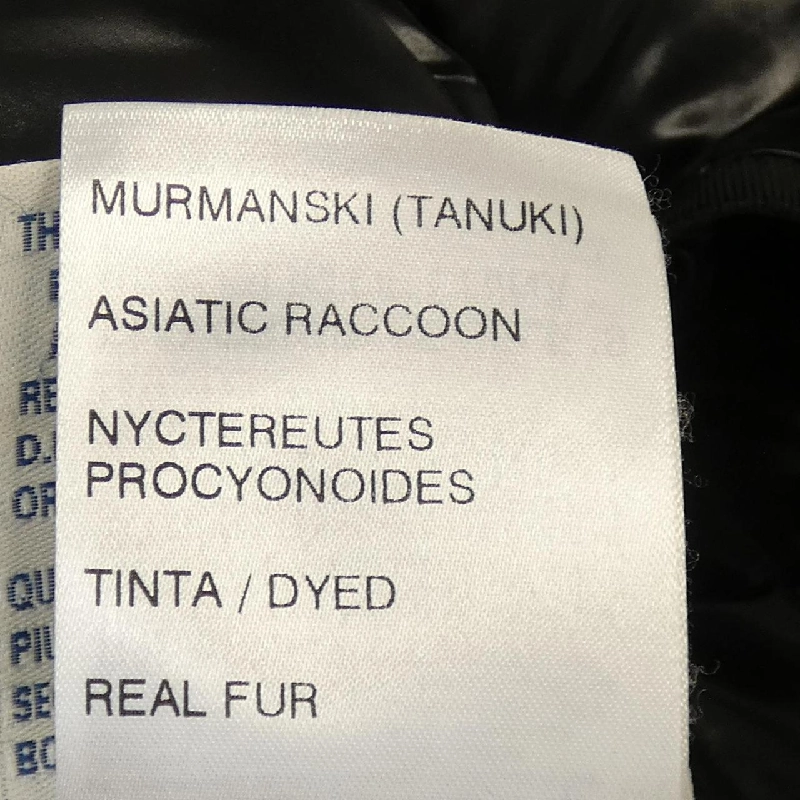 MURMANSKI (TANUKI)
ASIATIC RACCOON
NYCTEREUTES
PROCYONOIDES
TINTA / DYED
REAL FUR